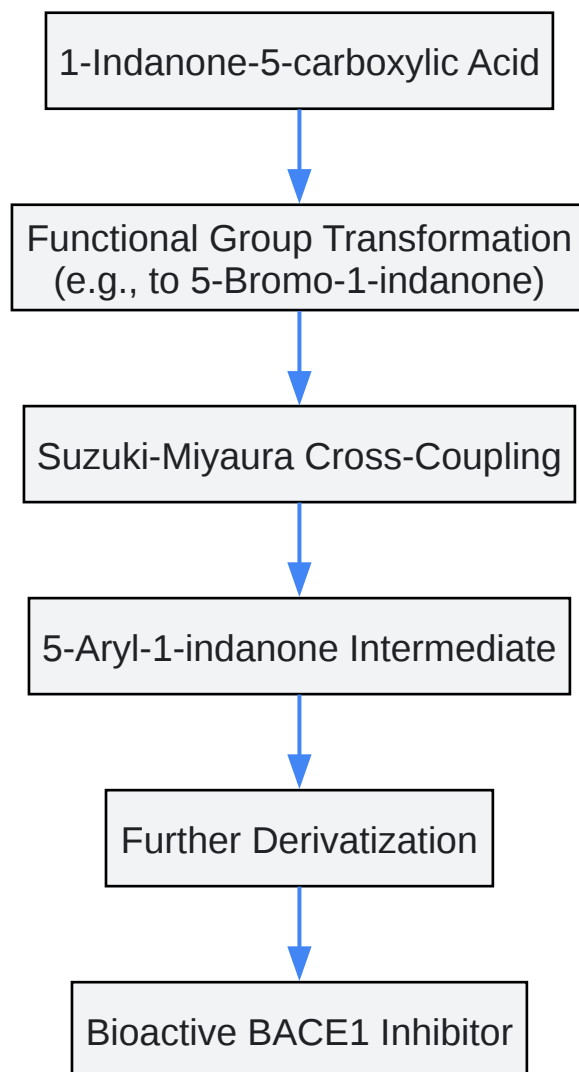 1-Indanone-5-carboxylic Acid
Functional Group Transformation
(e.g., to 5-Bromo-1-indanone)
Suzuki-Miyaura Cross-Coupling
5-Aryl-1-indanone Intermediate
Further Derivatization
Bioactive BACE1 Inhibitor